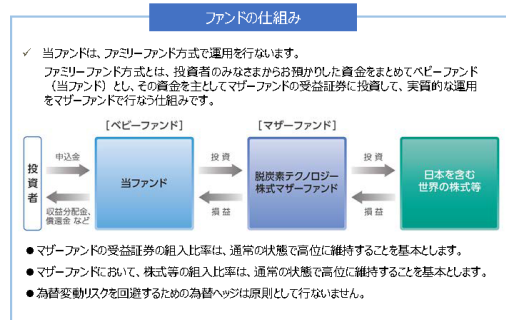 ファンドの仕組み
✓ 当ファンドは、ファミリーファンド方式で運用を行ないます。
ファミリーファンド方式とは、投資者のみなさまからお預かりした資金をまとめてベビーファンド
（当ファンド）とし、その資金を主としてマザーファンドの受益証券に投資して、実質的な運用
をマザーファンドで行なう仕組みです。
［ベビーファンド］ ［マザーファンド］
投資者
申込金
収益分配金、
償還金 など
当ファンド
投資
損益
脱炭素テクノロジー
株式マザーファンド
投資
損益
日本を含む
世界の株式等
●マザーファンドの受益証券の組入比率は、通常の状態で高位に維持することを基本とします。
●マザーファンドにおいて、株式等の組入比率は、通常の状態で高位に維持することを基本とします。
●為替変動リスクを回避するための為替ヘッジは原則として行ないません。